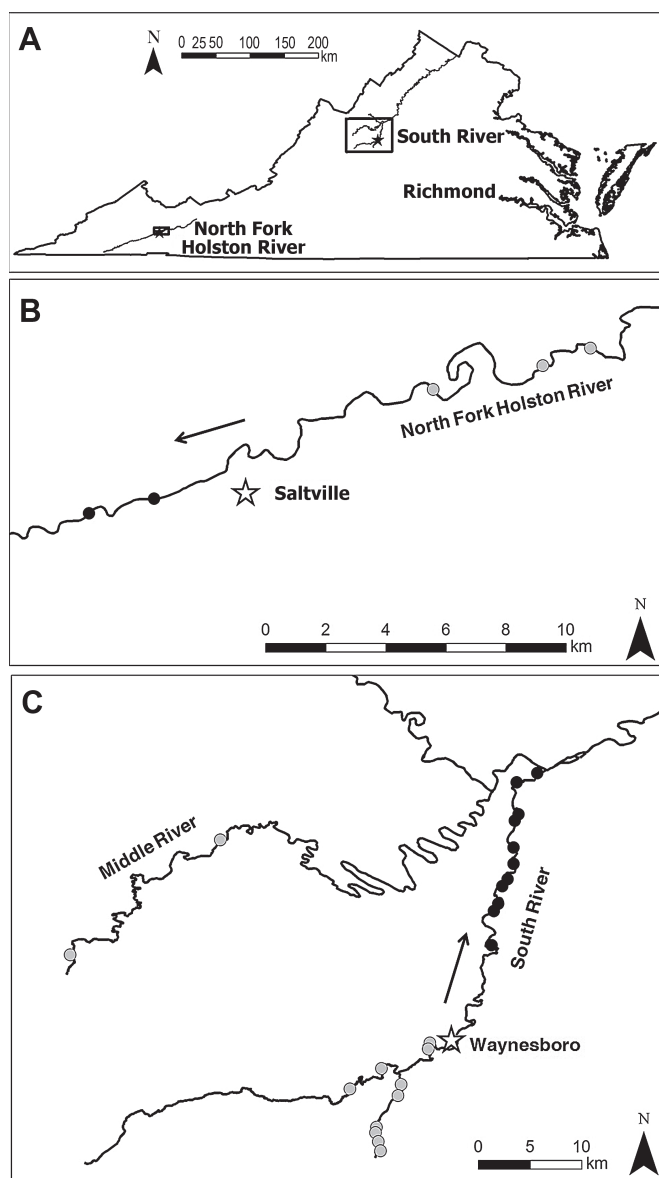 A
N
0 25 50 100 150 200
km
South River
Richmond
North Fork
Holston River
B
North Fork Holston River
Saltville
N
0 2 4 6 8 10
km
C
Middle River
South River
Waynesboro
N
0 5 10
km